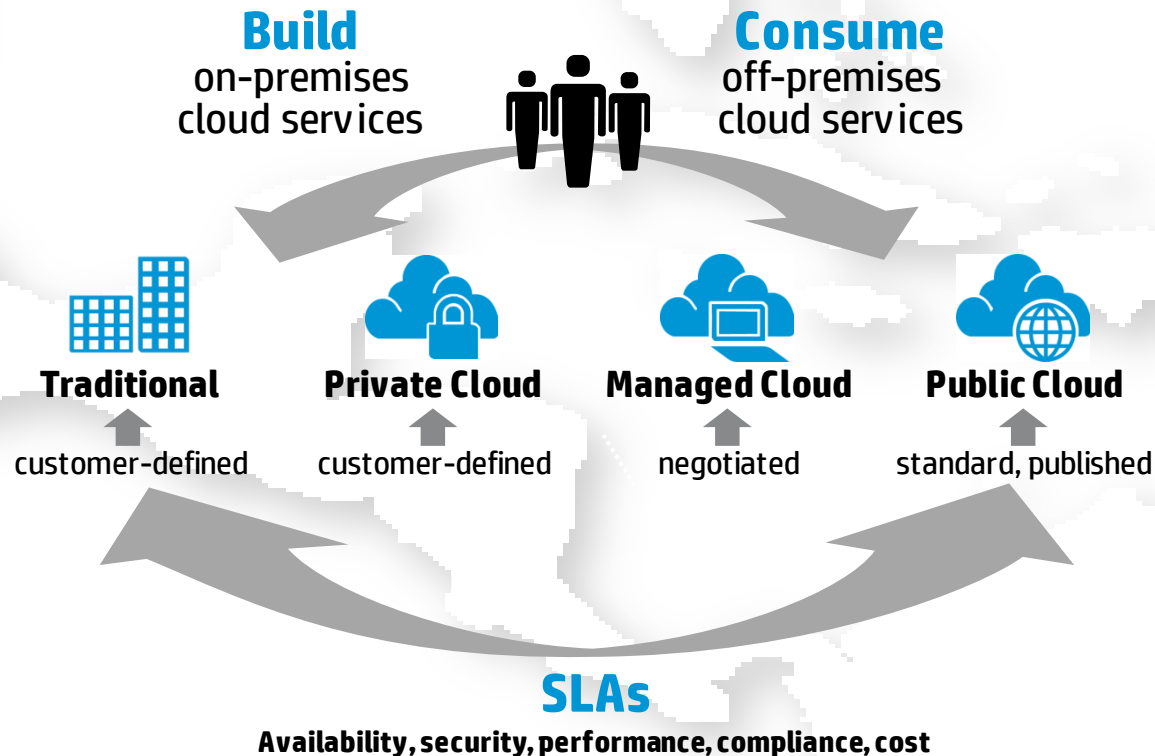 Build
on-premises
cloud services
Consume
off-premises
cloud services
Traditional
Private Cloud
Managed Cloud
Public Cloud
customer-defined
customer-defined
negotiated
standard, published
SLAs
Availability, security, performance, compliance, cost